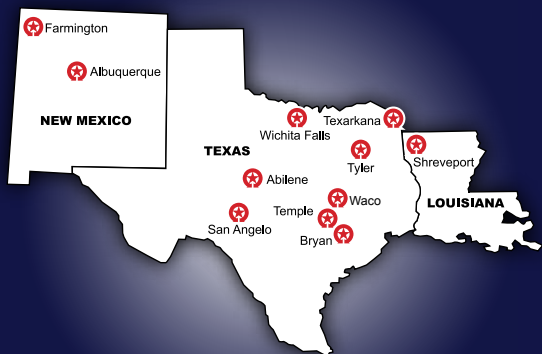 Farmington
Albuquerque
NEW MEXICO
Texarkana
Wichita Falls
TEXAS
Tyler
Shreveport
Abilene
Waco
LOUISIANA
Temple
San Angelo
Bryan